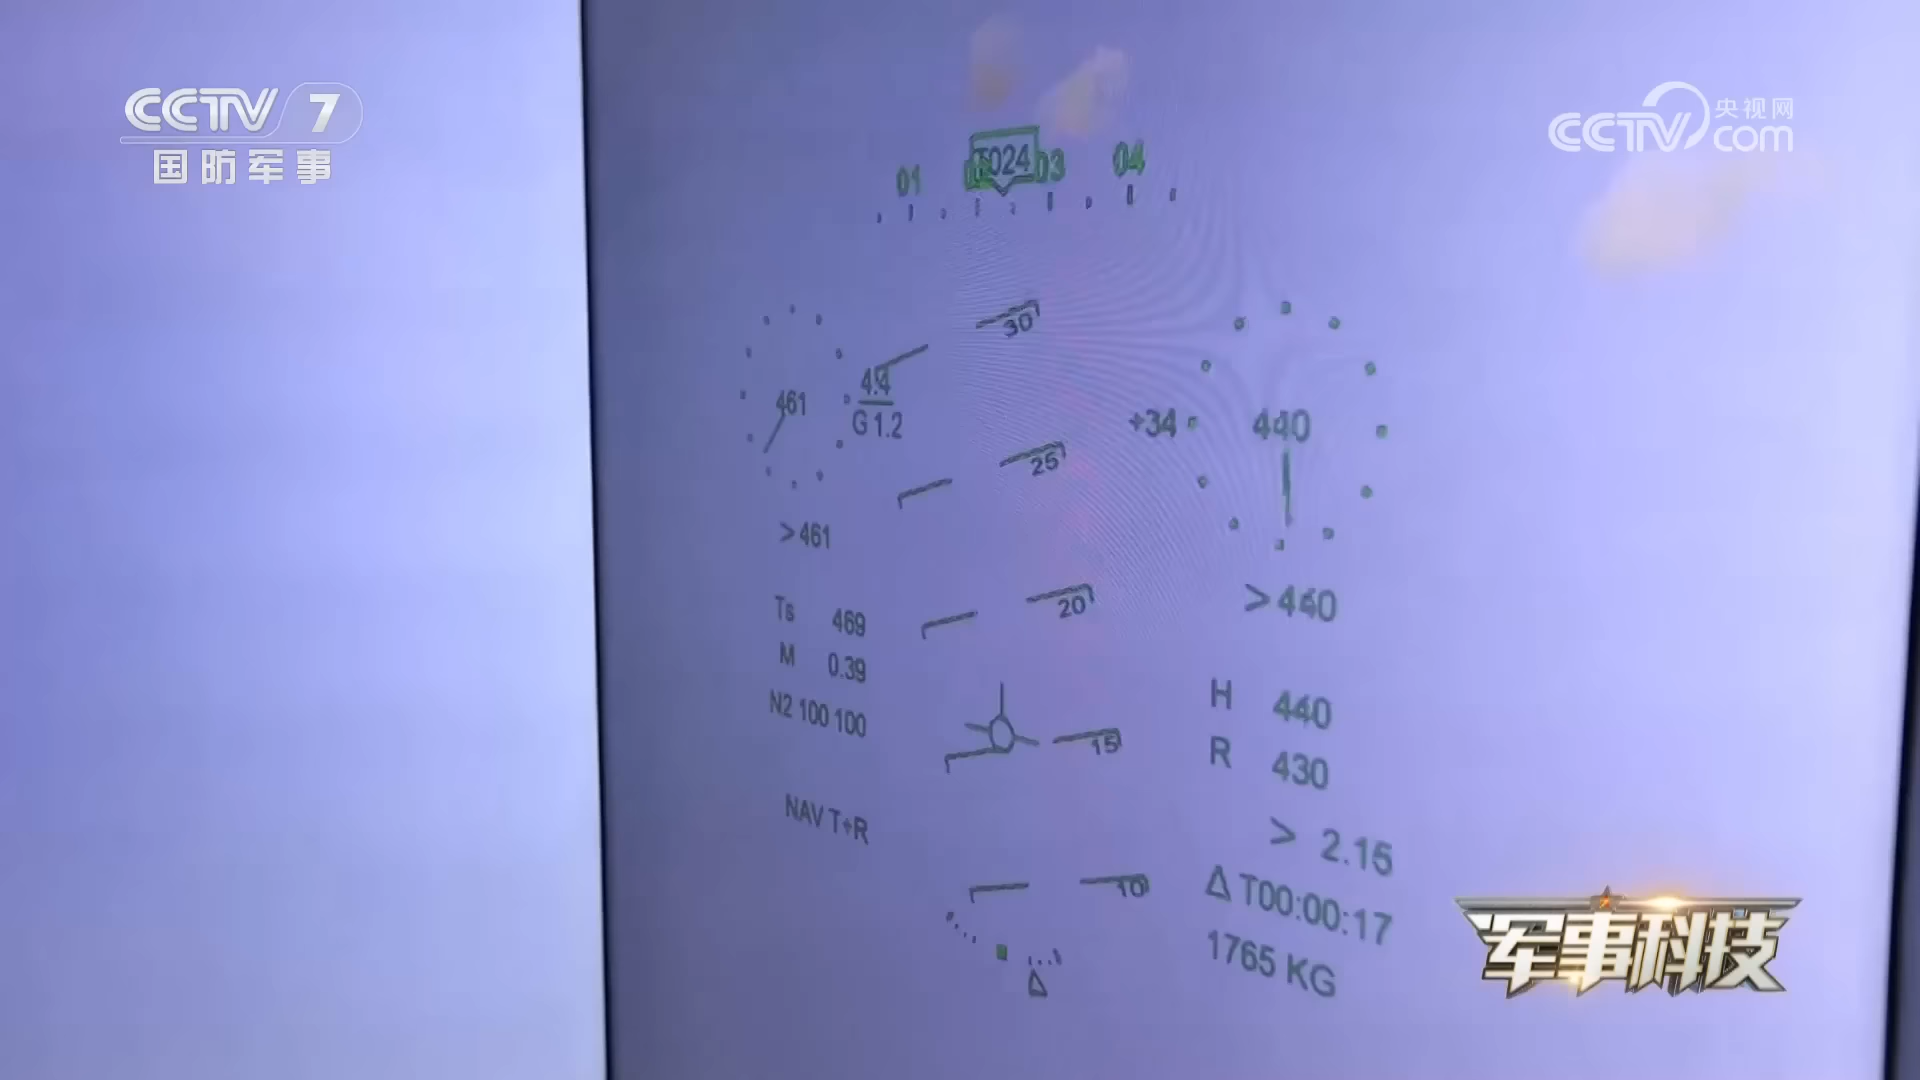 CCTV 7
国防军事
CCTV 央视网
com
01 T024 03 04
30
461 4.4
G 1.2
+34 440
25
>461
20
>440
Ts 469
M 0.39
N2 100 100
H 440
R 430
15
NAV T+R
> 2.15
10
Δ T00:00:17
1765 KG
军事科技